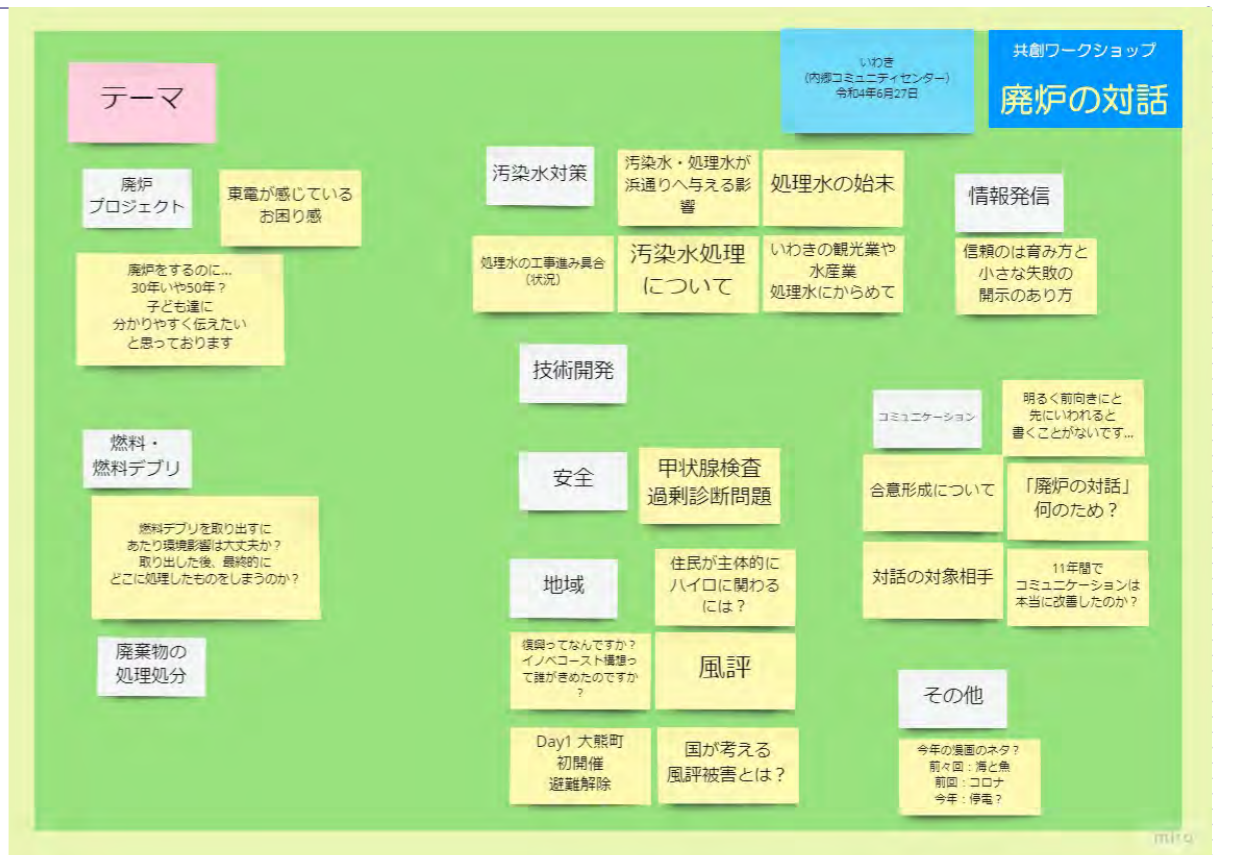 いわき
(内郷コミュニティセンター)
令和4年6月27日
共創ワークショップ
廃炉の対話
テーマ
廃炉
プロジェクト
東電が感じている
お困り感
廃炉をするのに...
30年いや50年？
子ども達に
分かりやすく伝えたい
と思っております
燃料・
燃料デブリ
燃料デブリを取り出すに
あたり環境影響は大丈夫か？
取り出した後、最終的に
どこに処理したものをしまうのか？
廃棄物の
処理処分
汚染水対策
汚染水・処理水が
浜通りへ与える影
響
処理水の始末
処理水の工事進み具合
（状況）
汚染水処理
について
いわきの観光業や
水産業
処理水にからめて
技術開発
安全
甲状腺検査
過剰診断問題
地域
住民が主体的に
ハイロに関わる
には？
復興ってなんですか？
イノベコースト構想っ
て誰がきめたのですか
？
風評
Day1 大熊町
初開催
避難解除
国が考える
風評被害とは？
情報発信
信頼のは育み方と
小さな失敗の
開示のあり方
コミュニケーション
明るく前向きにと
先にいわれると
書くことがないです...
合意形成について
「廃炉の対話」
何のため？
対話の対象相手
11年間で
コミュニケーションは
本当に改善したのか？
その他
今年の漫画のネタ？
前々回：海と魚
前回：コロナ
今年：停電？
miro